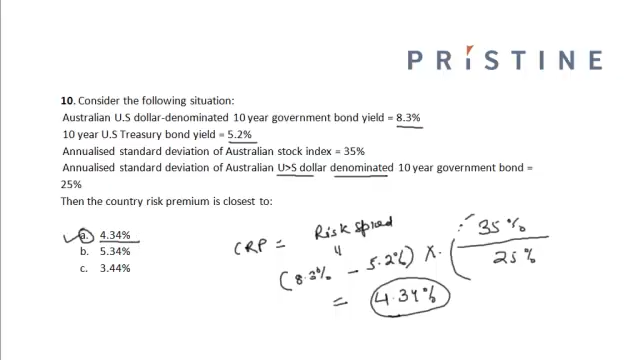 PRISTINE
10. Consider the following situation:
Australian U.S dollar-denominated 10 year government bond yield = 8.3%
10 year U.S Treasury bond yield = 5.2%
Annualised standard deviation of Australian stock index = 35%
Annualised standard deviation of Australian U>S dollar denominated 10 year government bond =
25%
Then the country risk premium is closest to:
a. 4.34%
b. 5.34%
c. 3.44%
Risk Spread
CRP =
(8.3% - 5.2%) x (35%
25%
= 4.34%